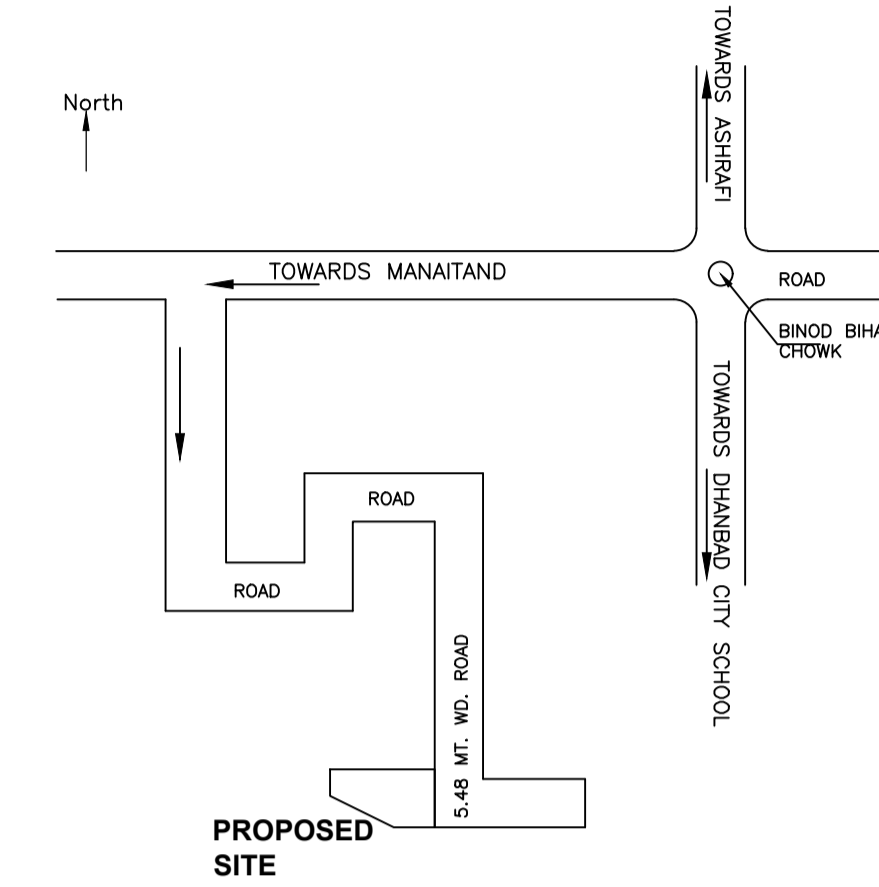 TOWARDS ASHRAFI
North
TOWARDS MANAITAND
ROAD
BINOD BIHA
CHOWK
TOWARDS DHANBAD CITY SCHOOL
ROAD
ROAD
5.48 MT. WD. ROAD
PROPOSED
SITE